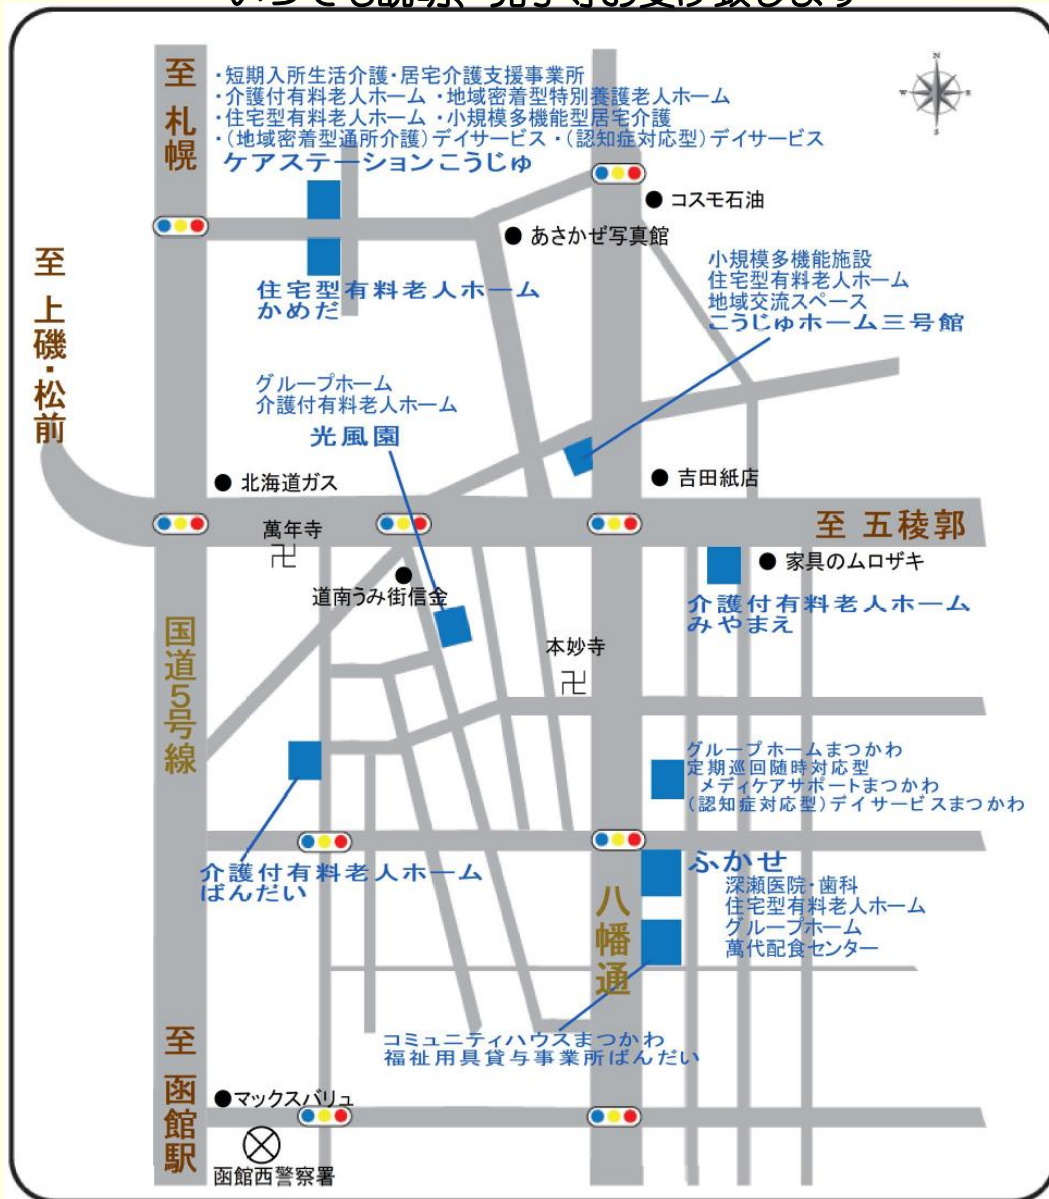 いつでも説明、見学等お受け致します
至 札幌
・短期入所生活介護・居宅介護支援事業所
・介護付有料老人ホーム ・地域密着型特別養護老人ホーム
・住宅型有料老人ホーム ・小規模多機能型居宅介護
・(地域密着型通所介護)デイサービス・(認知症対応型)デイサービス
ケアステーションこうじゅ
N
W
E
S
コスモ石油
あさかぜ写真館
至 上磯・松前
住宅型有料老人ホーム
かめだ
小規模多機能施設
住宅型有料老人ホーム
地域交流スペース
こうじゅホーム三号館
グループホーム
介護付有料老人ホーム
光風園
北海道ガス
吉田紙店
萬年寺
卍
至 五稜郭
家具のムロザキ
道南うみ街信金
介護付有料老人ホーム
みやまえ
国道5号線
本妙寺
卍
グループホームまつかわ
定期巡回随時対応型
メディケアサポートまつかわ
(認知症対応型)デイサービスまつかわ
介護付有料老人ホーム
ばんだい
ふかせ
深瀬医院・歯科
住宅型有料老人ホーム
グループホーム
萬代配食センター
八幡通
コミュニティハウスまつかわ
福祉用具貸与事業所ばんだい
至 函館駅
マックスバリュ
函館西警察署